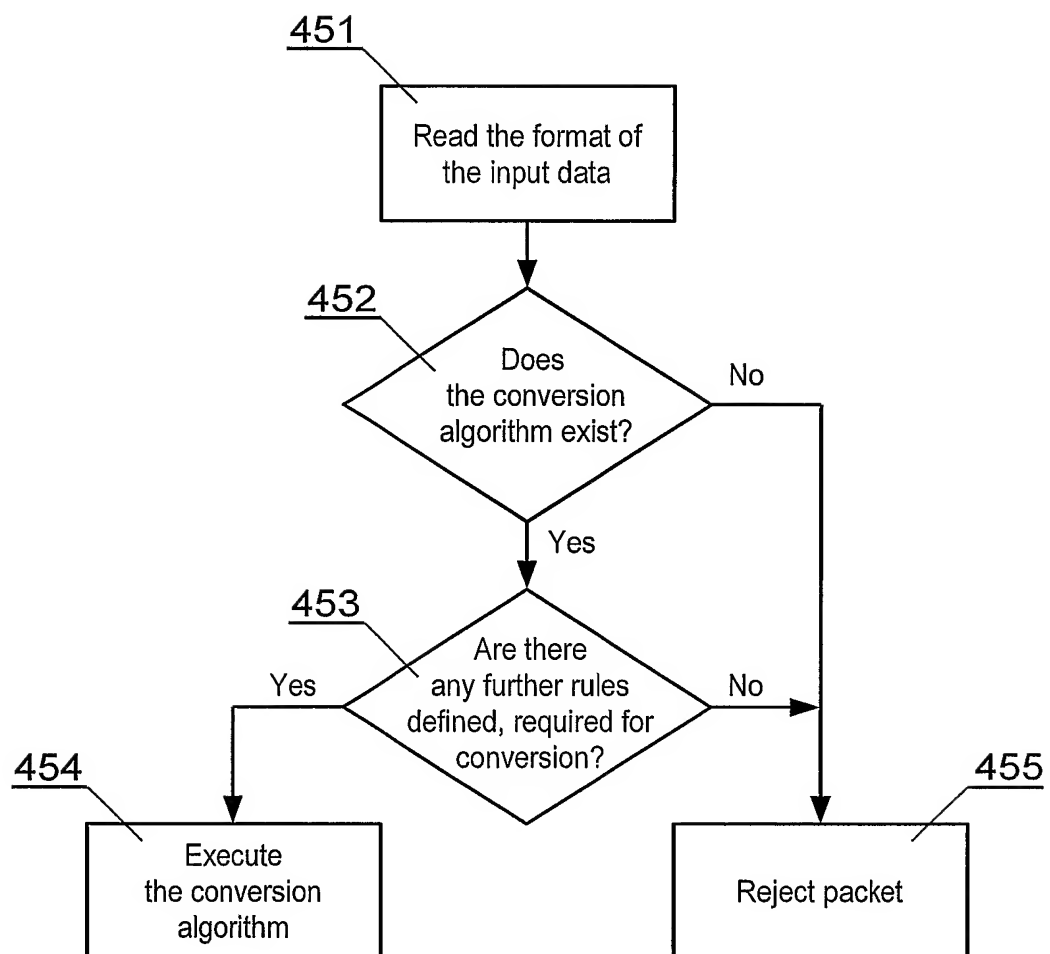 451
Read the format of
the input data
452
Does
the conversion
algorithm exist?
No
Yes
453
Are there
any further rules
defined, required for
conversion?
Yes
No
454
Execute
the conversion
algorithm
455
Reject packet